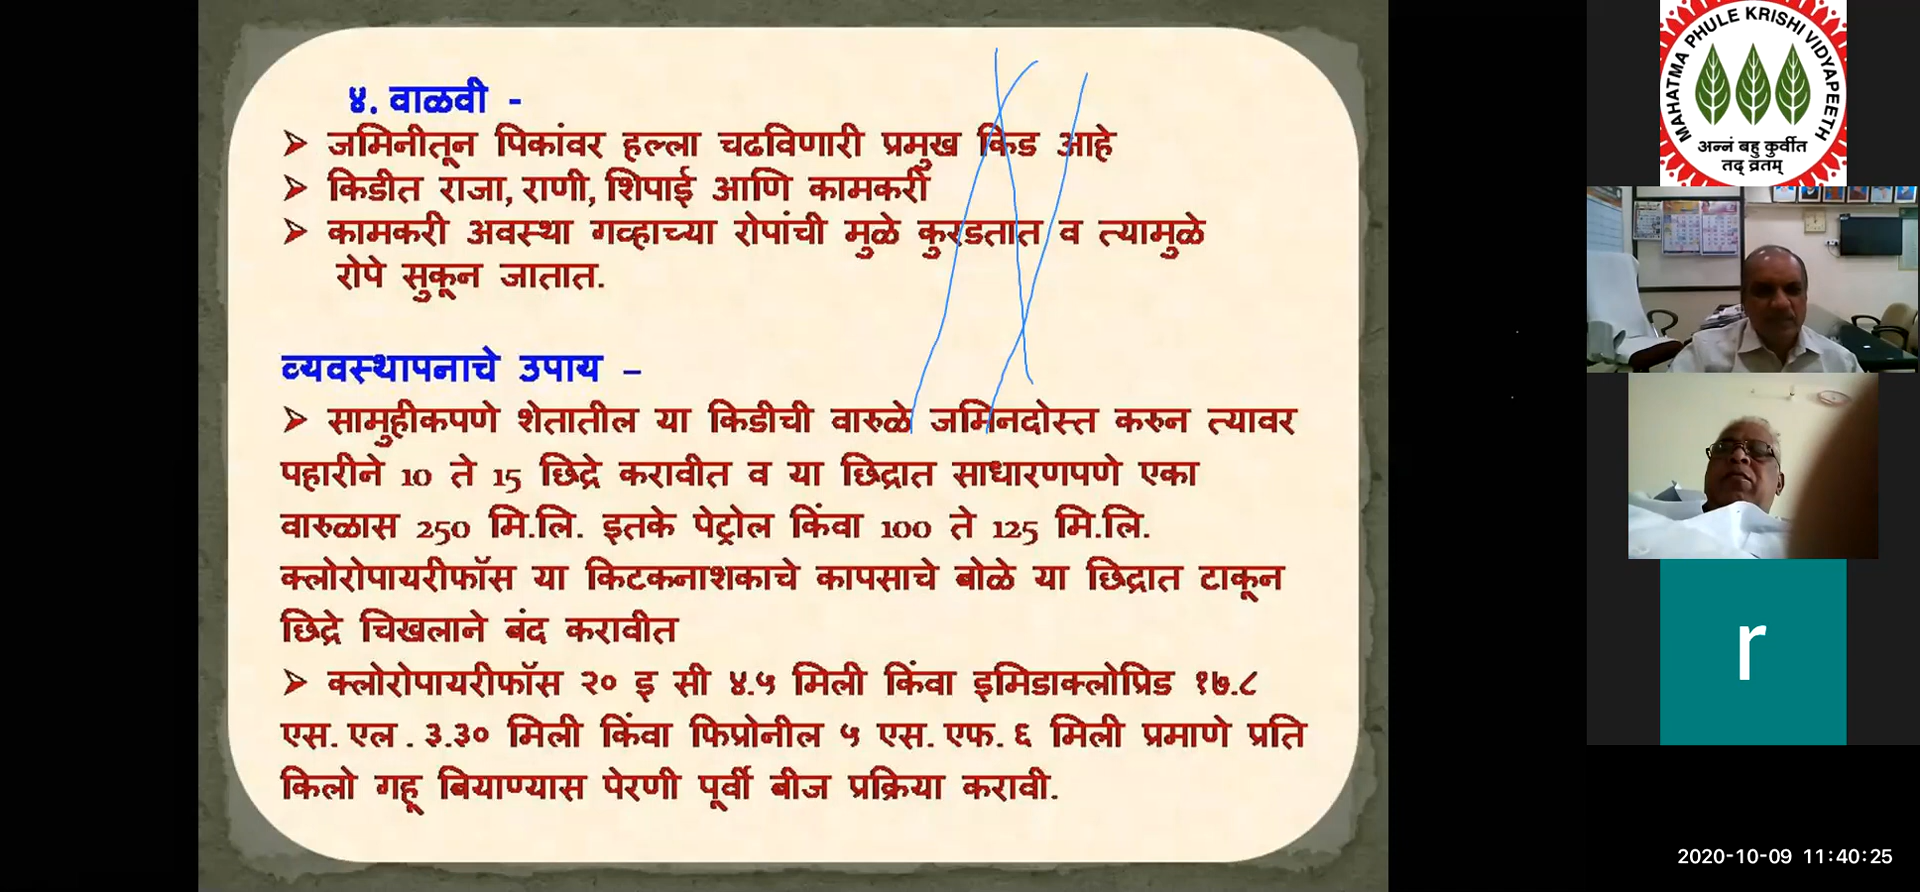 ४. वाळवी -
➢ जमिनीतून पिकांवर हल्ला चढविणारी प्रमुख किड आहे
➢ किडीत राजा, राणी, शिपाई आणि कामकरी
➢ कामकरी अवस्था गव्हाच्या रोपांची मुळे कुरडतात व त्यामुळे
रोपे सुकून जातात.
व्यवस्थापनाचे उपाय –
➢ सामुहीकपणे शेतातील या किडीची वारुळे जमिनदोस्त करुन त्यावर
पहारीने 10 ते 15 छिद्रे करावीत व या छिद्रात साधारणपणे एका
वारुळास 250 मि.लि. इतके पेट्रोल किंवा 100 ते 125 मि.लि.
क्लोरोपायरीफॉस या किटकनाशकाचे कापसाचे बोळे या छिद्रात टाकून
छिद्रे चिखलाने बंद करावीत
➢ क्लोरोपायरीफॉस २० इ सी ४.५ मिली किंवा इमिडाक्लोप्रिड १७.८
एस. एल . ३.३० मिली किंवा फिप्रोनील ५ एस. एफ. ६ मिली प्रमाणे प्रति
किलो गहू बियाण्यास पेरणी पूर्वी बीज प्रक्रिया करावी.
MAHATMA PHULE KRISHI VIDYAPEETH
अन्नं बहु कुर्वीत
तद् व्रतम्
r
2020-10-09 11:40:25